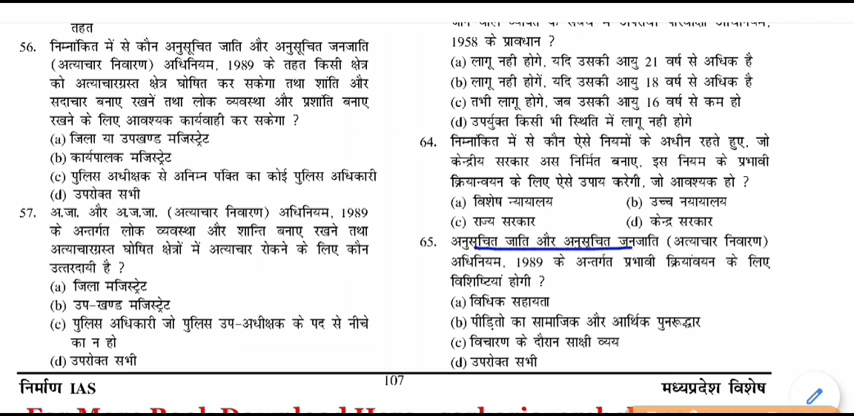 तहत
56. निम्नांकित में से कौन अनुसूचित जाति और अनुसूचित जनजाति
(अत्याचार निवारण) अधिनियम, 1989 के तहत किसी क्षेत्र
को अत्याचारग्रस्त क्षेत्र घोषित कर सकेगा तथा शांति और
सदाचार बनाए रखनें तथा लोक व्यवस्था और प्रशांति बनाए
रखने के लिए आवश्यक कार्यवाही कर सकेगा ?
(a) जिला या उपखण्ड मजिस्ट्रेट
(b) कार्यपालक मजिस्ट्रेट
(c) पुलिस अधीक्षक से अनिम्न पंक्ति का कोई पुलिस अधिकारी
(d) उपरोक्त सभी
57. अ.जा. और अ.ज.जा. (अत्याचार निवारण) अधिनियम, 1989
के अन्तर्गत लोक व्यवस्था और शान्ति बनाए रखने तथा
अत्याचारग्रस्त घोषित क्षेत्रों में अत्याचार रोकने के लिए कौन
उत्तरदायी है ?
(a) जिला मजिस्ट्रेट
(b) उप-खण्ड मजिस्ट्रेट
(c) पुलिस अधिकारी जो पुलिस उप-अधीक्षक के पद से नीचे
का न हो
(d) उपरोक्त सभी
1958 के प्रावधान ?
(a) लागू नही होगे, यदि उसकी आयु 21 वर्ष से अधिक है
(b) लागू नही होगें, यदि उसकी आयु 18 वर्ष से अधिक है
(c) तभी लागू होगे, जब उसकी आयु 16 वर्ष से कम हो
(d) उपर्युक्त किसी भी स्थिति में लागू नही होगे
64. निम्नांकित में से कौन ऐसे नियमों के अधीन रहते हुए, जो
केन्द्रीय सरकार अस निर्मित बनाए, इस नियम के प्रभावी
क्रियान्वयन के लिए ऐसे उपाय करेगी, जो आवश्यक हो ?
(a) विशेष न्यायालय (b) उच्च नयायालय
(c) राज्य सरकार (d) केन्द्र सरकार
65. अनुसूचित जाति और अनुसूचित जनजाति (अत्याचार निवारण)
अधिनियम, 1989 के अन्तर्गत प्रभावी क्रियांवयन के लिए
विशिष्टियां होगी ?
(a) विधिक सहायता
(b) पीड़ितो का सामाजिक और आर्थिक पुनरूद्धार
(c) विचारण के दौरान साक्षी व्यय
(d) उपरोक्त सभी
निर्माण IAS 107 मध्यप्रदेश विशेष